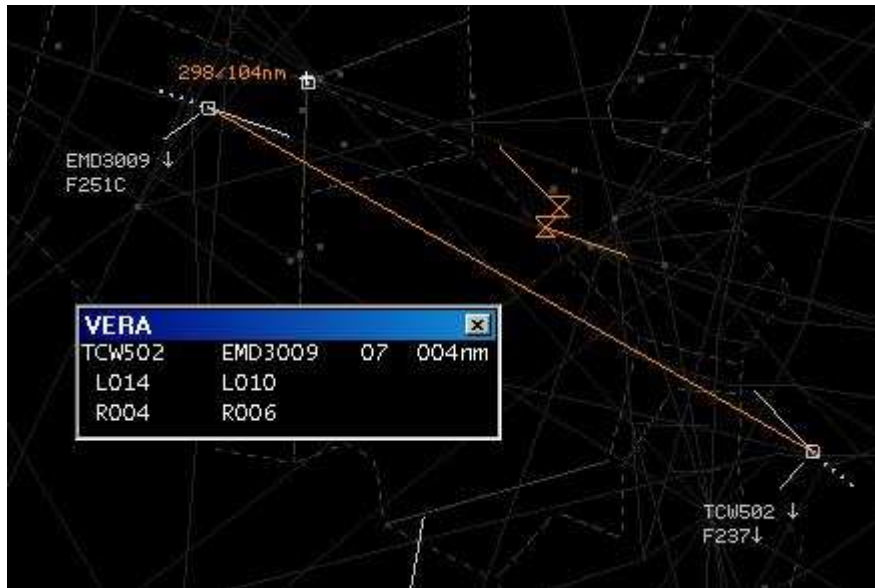 298/104nm
EMD3009 ↓
F251C
VERA
TCW502 EMD3009 07 004nm
L014 L010
R004 R006
TCW502 ↓
F237↓